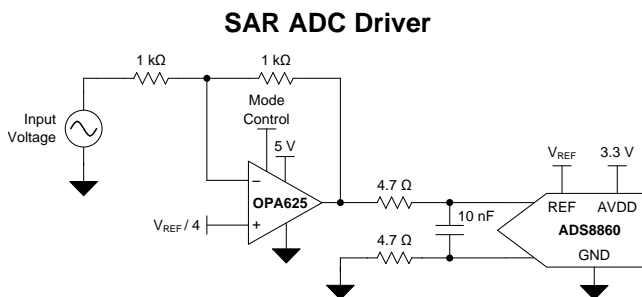 SAR ADC Driver
1 kΩ
1 kΩ
Input
Voltage
Mode
Control
5 V
OPA625
V_REF / 4
4.7 Ω
4.7 Ω
10 nF
V_REF
3.3 V
REF
AVDD
ADS8860
GND